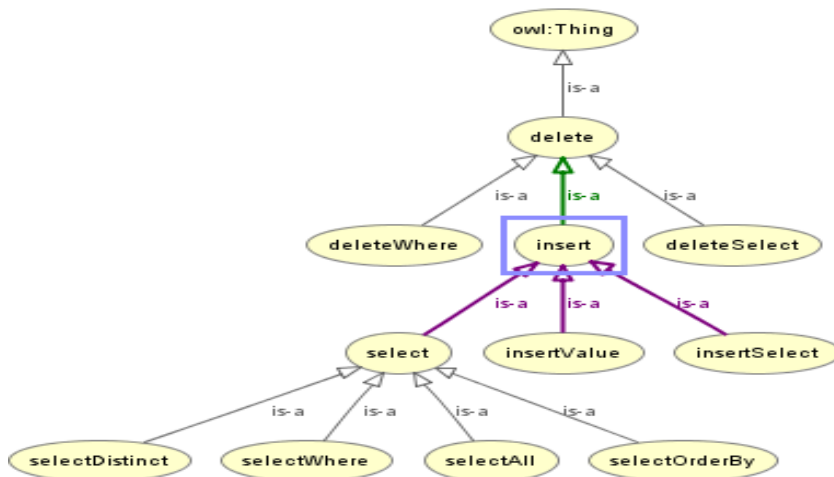 owl:Thing
is-a
delete
is-a
is-a
is-a
deleteWhere
insert
deleteSelect
is-a
is-a
is-a
select
insertValue
insertSelect
is-a
is-a
is-a
is-a
selectDistinct
selectWhere
selectAll
selectOrderBy